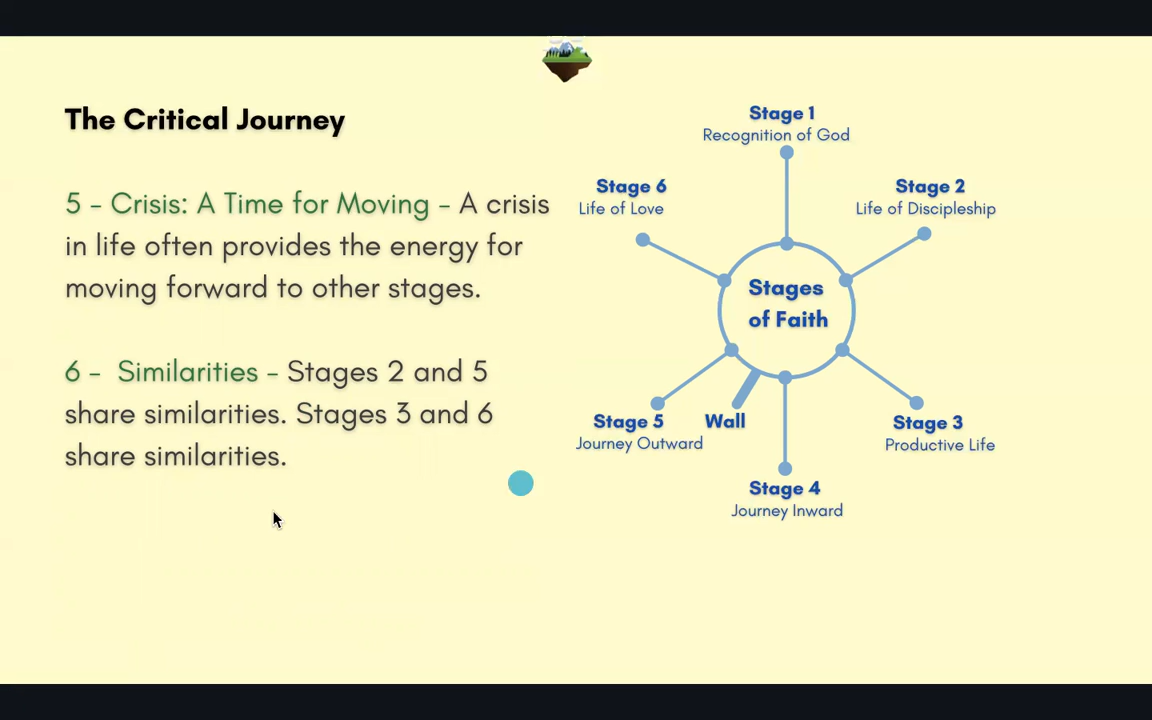 The Critical Journey
5 – Crisis: A Time for Moving – A crisis
in life often provides the energy for
moving forward to other stages.
6 –  Similarities – Stages 2 and 5
share similarities. Stages 3 and 6
share similarities.
Stage 1
Recognition of God
Stage 6
Life of Love
Stage 2
Life of Discipleship
Stages
of Faith
Stage 5
Journey Outward
Wall
Stage 3
Productive Life
Stage 4
Journey Inward